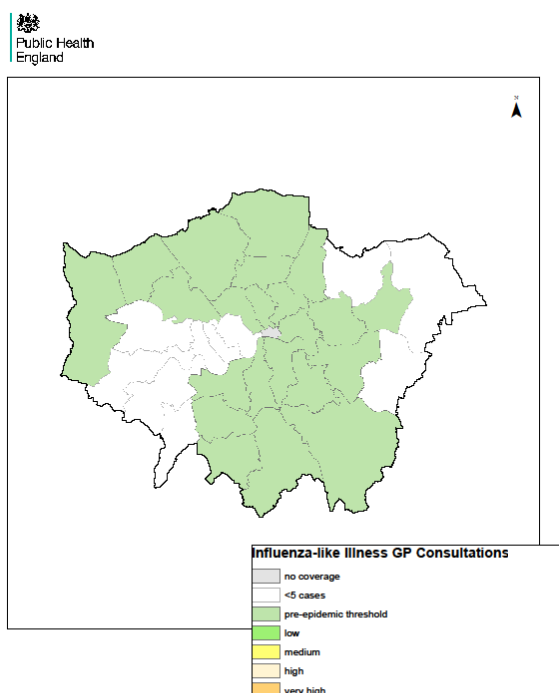 Public Health
England
N
Influenza-like Illness GP Consultations
no coverage
<5 cases
pre-epidemic threshold
low
medium
high
very high